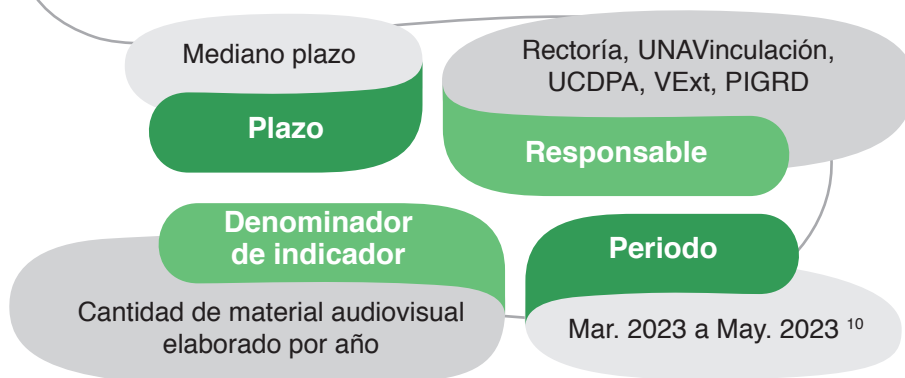 Mediano plazo
Plazo
Rectoría, UNAVinculación,
UCDPA, VExt, PIGRD
Responsable
Denominador
de indicador
Cantidad de material audiovisual
elaborado por año
Periodo
Mar. 2023 a May. 2023 ¹⁰